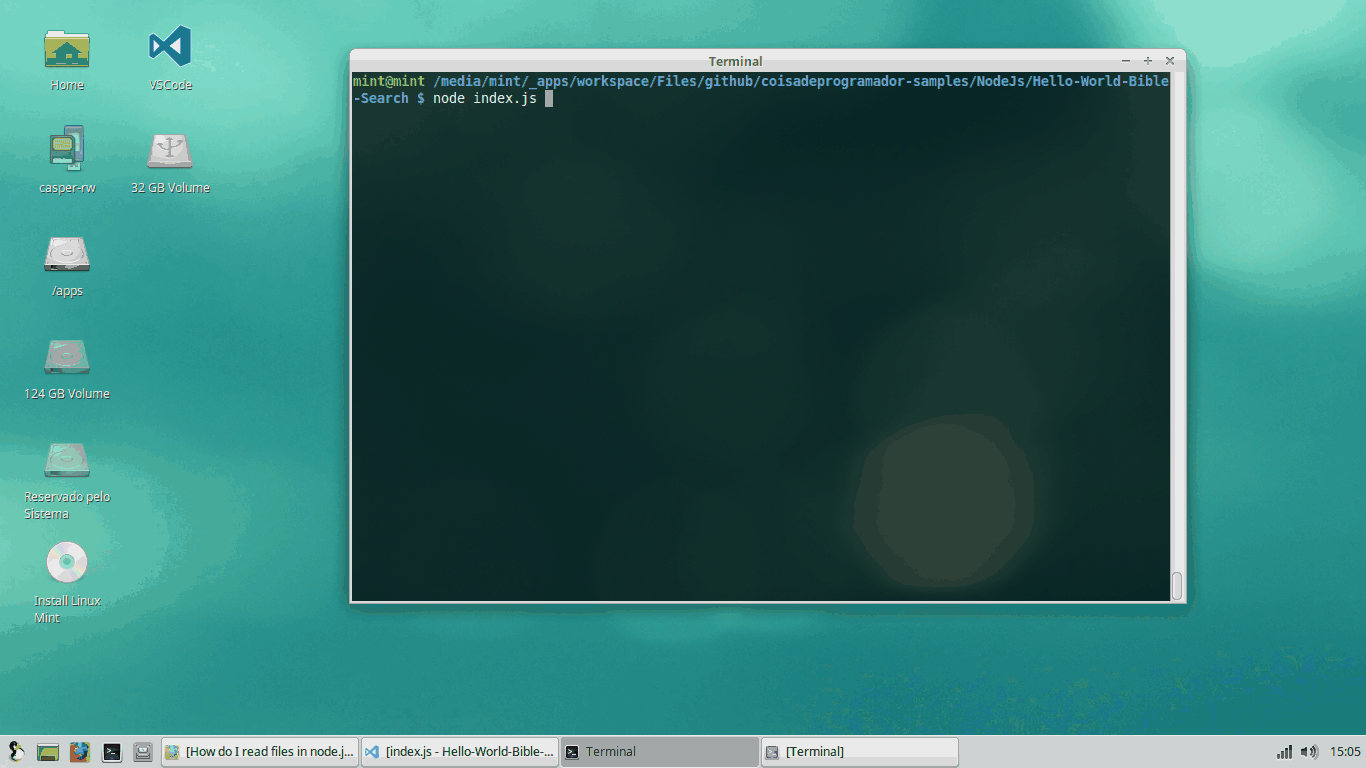 Home
VSCode
casper-rw
32 GB Volume
/apps
124 GB Volume
Reservado pelo
Sistema
Install Linux
Mint
Terminal
mint@mint /media/mint/_apps/workspace/Files/github/coisadeprogramador-samples/NodeJs/Hello-World-Bible
-Search $ node index.js
[How do I read files in node.j...
[index.js - Hello-World-Bible-...
Terminal
[Terminal]
15:05